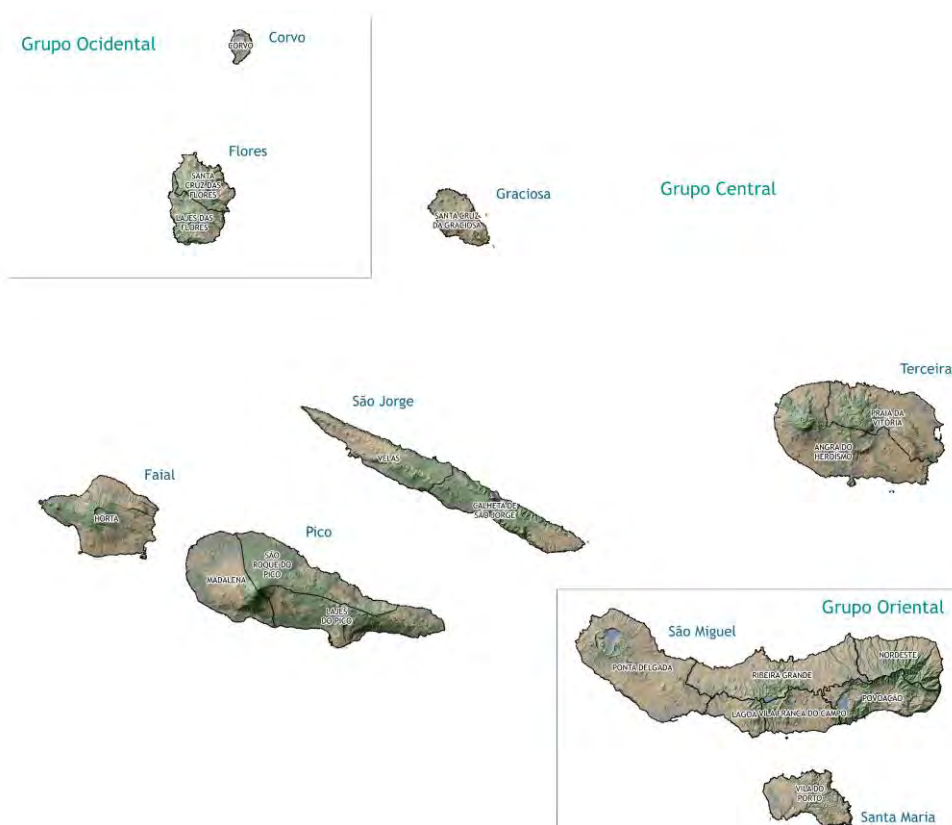 Grupo Ocidental
Corvo
CORVO
Flores
SANTA
CRUZ DAS
FLORES
LAJES DAS
FLORES
Graciosa
SANTA CRUZ
DA GRACIOSA
Grupo Central
Terceira
PRAIA DA
VITÓRIA
ANGRA DO
HEROÍSMO
São Jorge
VELAS
CALHETA DE
SÃO JORGE
Faial
HORTA
Pico
SÃO
ROQUE DO
PICO
MADALENA
LAJES
DO PICO
Grupo Oriental
São Miguel
NORDESTE
PONTA DELGADA
RIBEIRA GRANDE
POVOAÇÃO
LAGOA
VILA FRANCA DO CAMPO
VILA DO
PORTO
Santa Maria